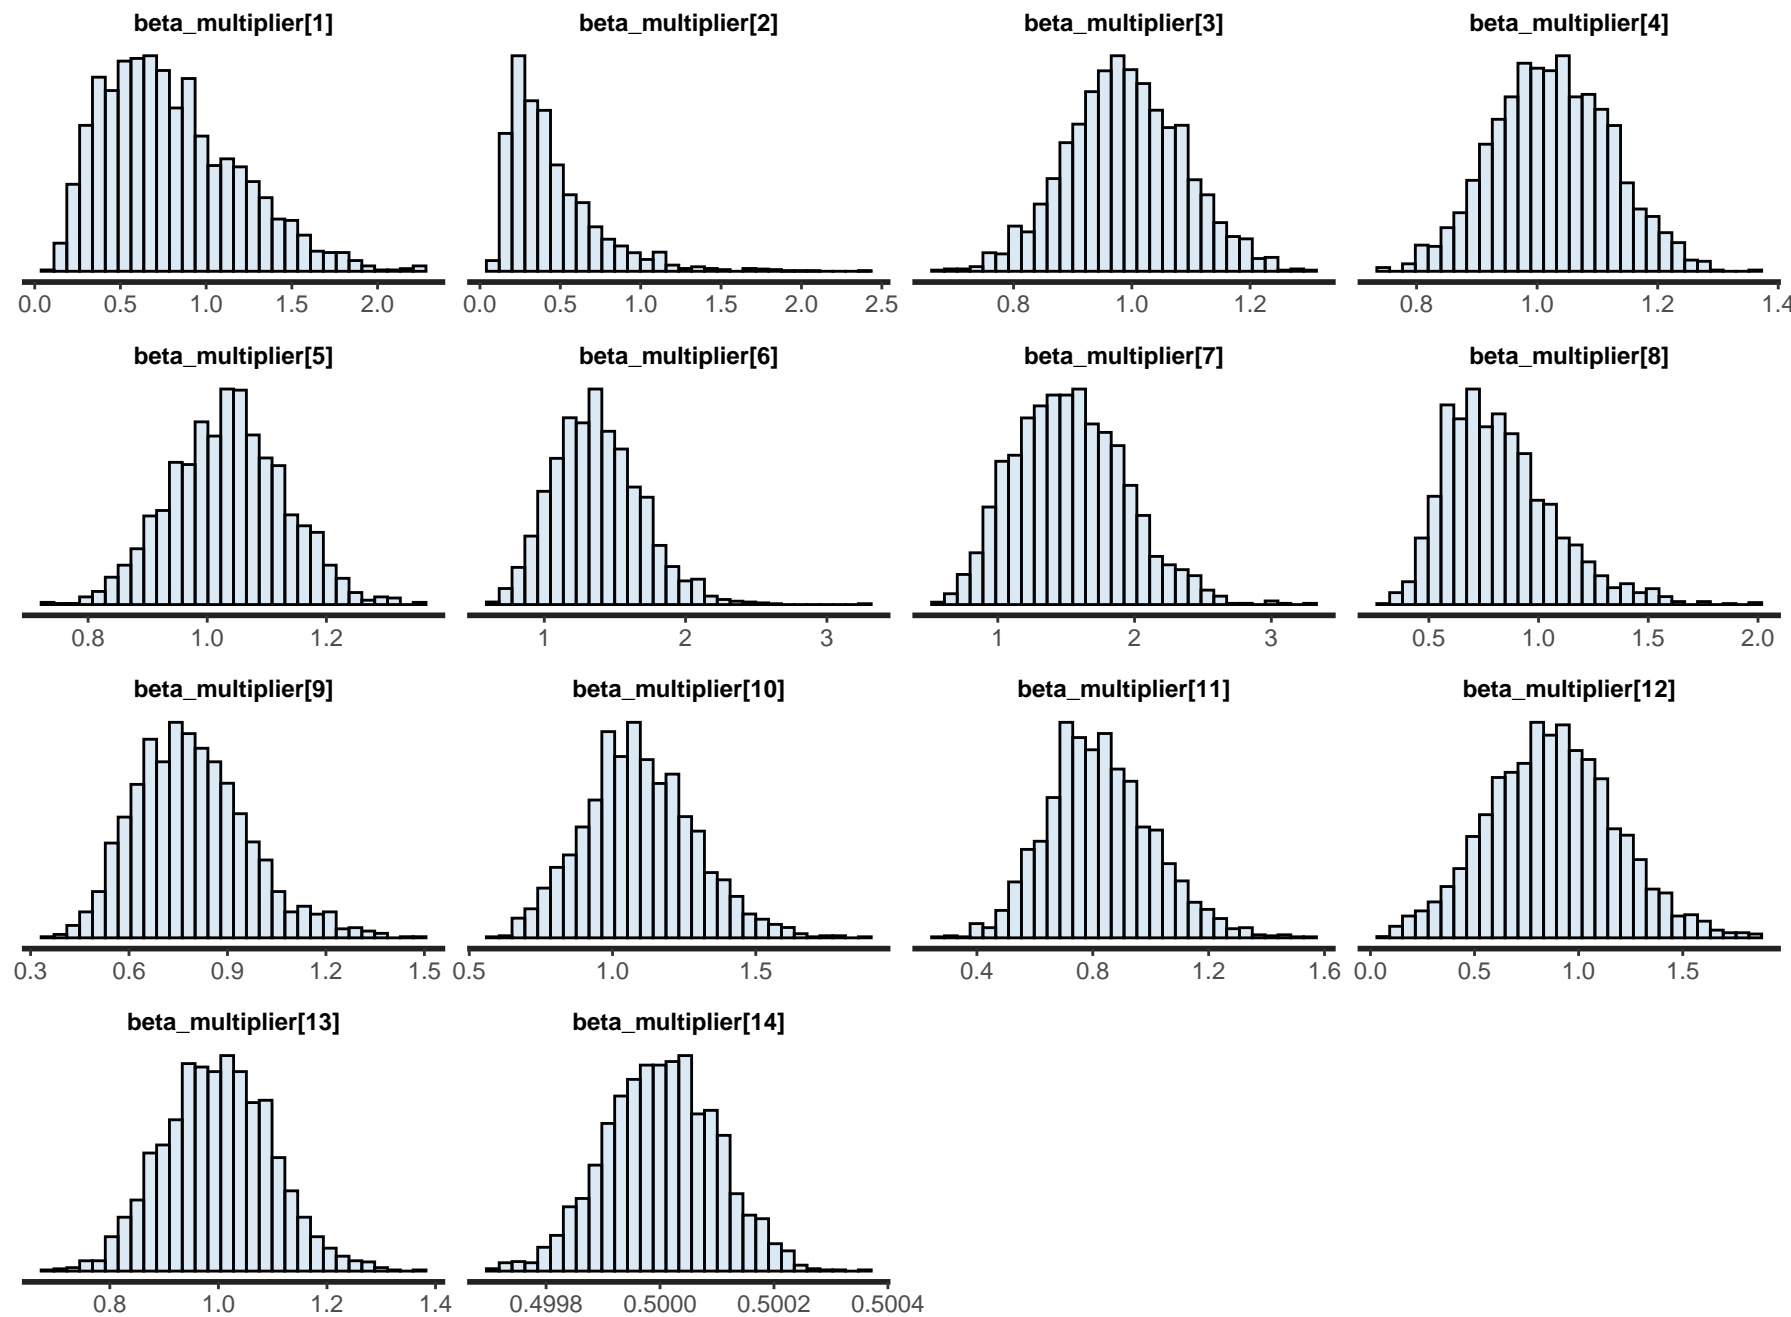 beta_multiplier[1] beta_multiplier[2] beta_multiplier[3] beta_multiplier[4]
0.0 0.5 1.0 1.5 2.0 0.0 0.5 1.0 1.5 2.0 2.5 0.8 1.0 1.2 0.8 1.0 1.2 1.4
beta_multiplier[5] beta_multiplier[6] beta_multiplier[7] beta_multiplier[8]
0.8 1.0 1.2 1 2 3 1 2 3 0.5 1.0 1.5 2.0
beta_multiplier[9] beta_multiplier[10] beta_multiplier[11] beta_multiplier[12]
0.3 0.6 0.9 1.2 1.5 0.5 1.0 1.5 0.4 0.8 1.2 1.6 0.0 0.5 1.0 1.5
beta_multiplier[13] beta_multiplier[14]
0.8 1.0 1.2 1.4 0.4998 0.5000 0.5002 0.5004